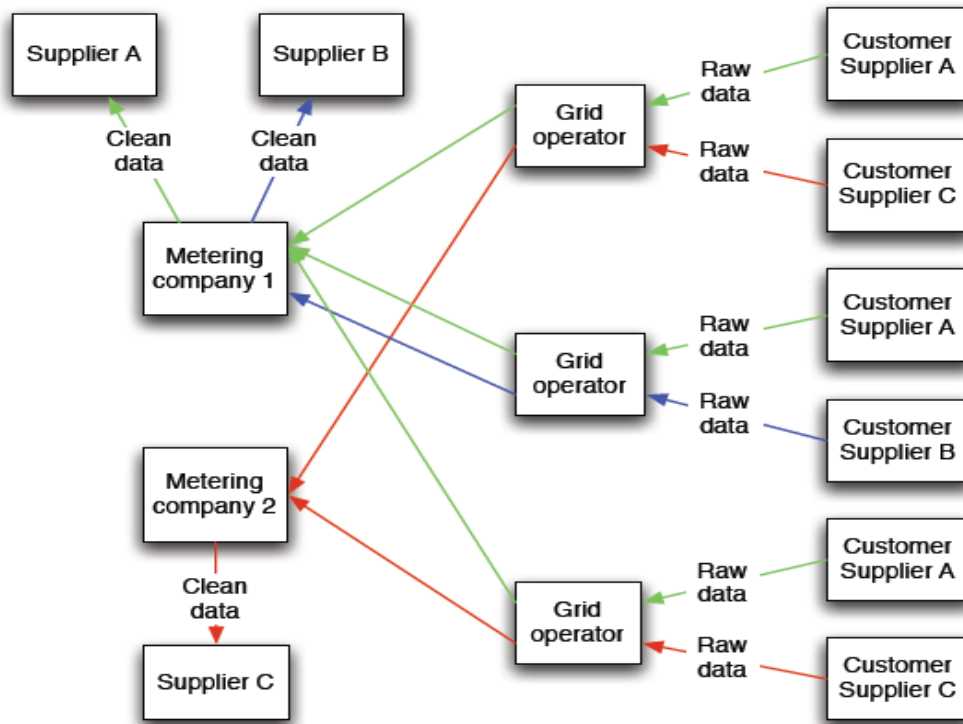 Supplier A
Supplier B
Clean
data
Clean
data
Metering
company 1
Metering
company 2
Clean
data
Supplier C
Grid
operator
Grid
operator
Grid
operator
Raw
data
Raw
data
Raw
data
Raw
data
Raw
data
Raw
data
Customer
Supplier A
Customer
Supplier C
Customer
Supplier A
Customer
Supplier B
Customer
Supplier A
Customer
Supplier C